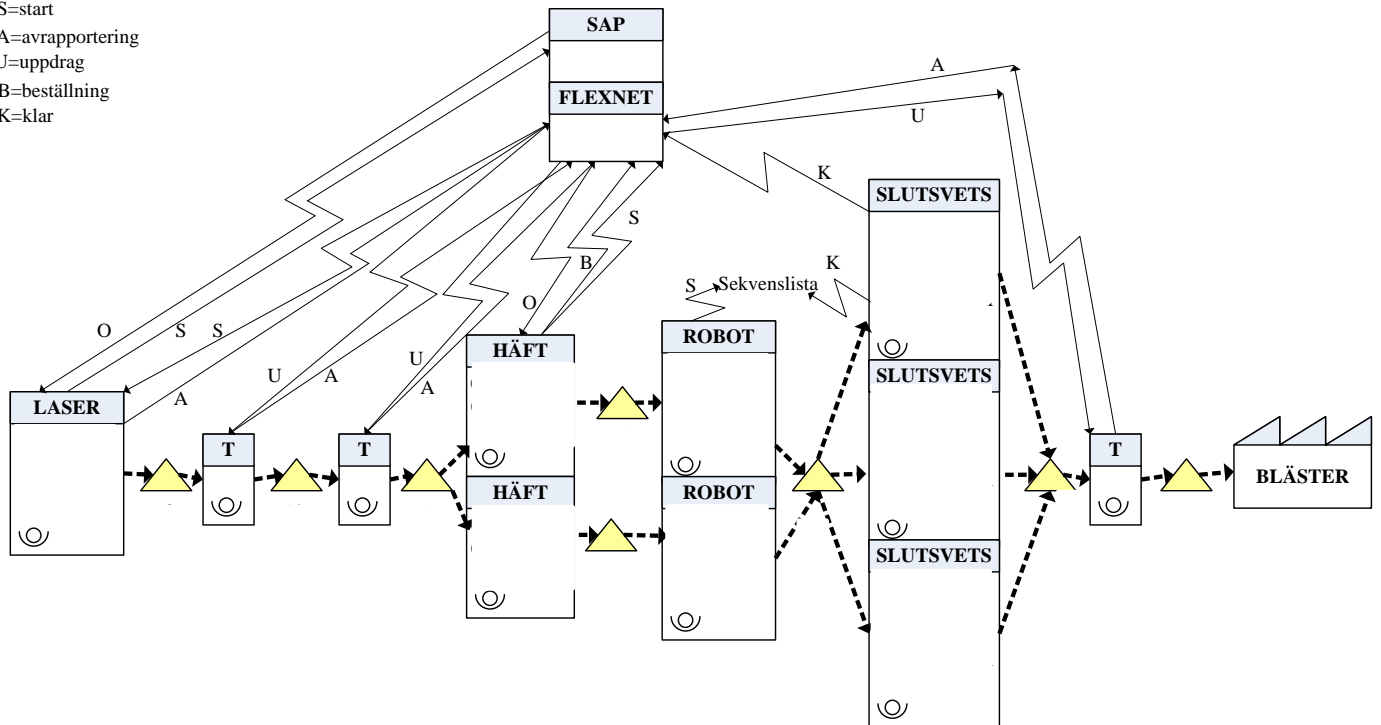 S=start
A=avrapportering
U=uppdrag
B=beställning
K=klar
SAP
FLEXNET
A
U
K
SLUTSVETS
S
B
K
S
Sekvenslista
O
O
S
S
HÄFT
ROBOT
U
A
U
A
A
SLUTSVETS
LASER
T
T
T
BLÄSTER
HÄFT
ROBOT
SLUTSVETS